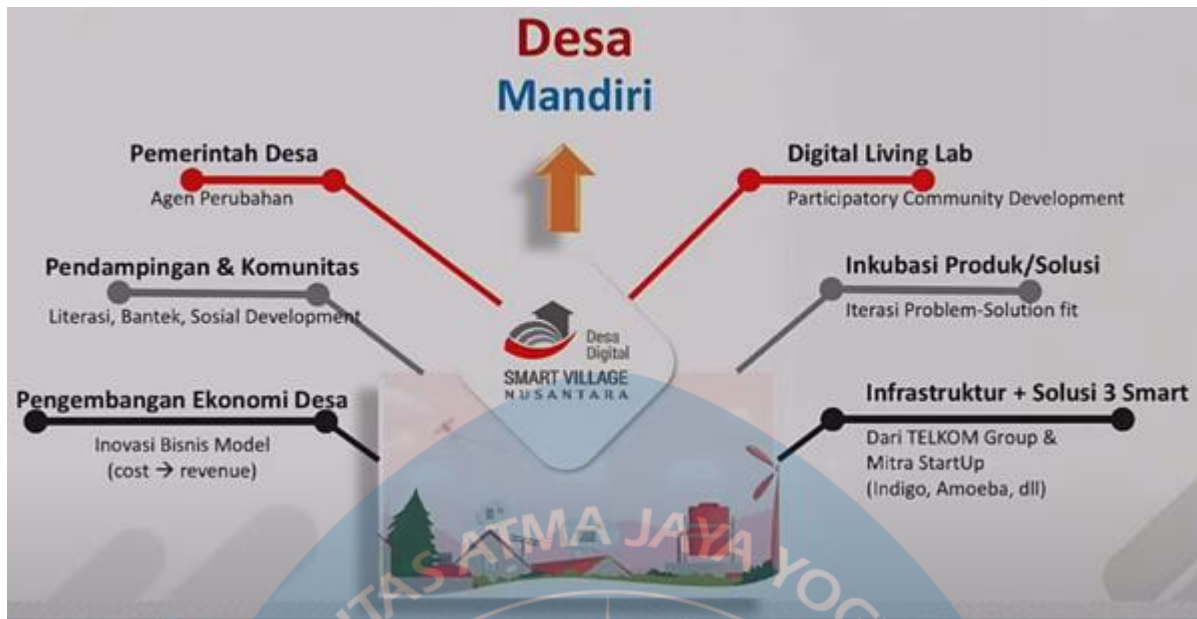 Desa
Mandiri
Pemerintah Desa
Agen Perubahan
Pendampingan & Komunitas
Literasi, Bantek, Sosial Development
Pengembangan Ekonomi Desa
Inovasi Bisnis Model
(cost → revenue)
Desa
Digital
SMART VILLAGE
NUSANTARA
Digital Living Lab
Participatory Community Development
Inkubasi Produk/Solusi
Iterasi Problem-Solution fit
Infrastruktur + Solusi 3 Smart
Dari TELKOM Group &
Mitra StartUp
(Indigo, Amoeba, dll)
ITAS ATMA JAYA YOG